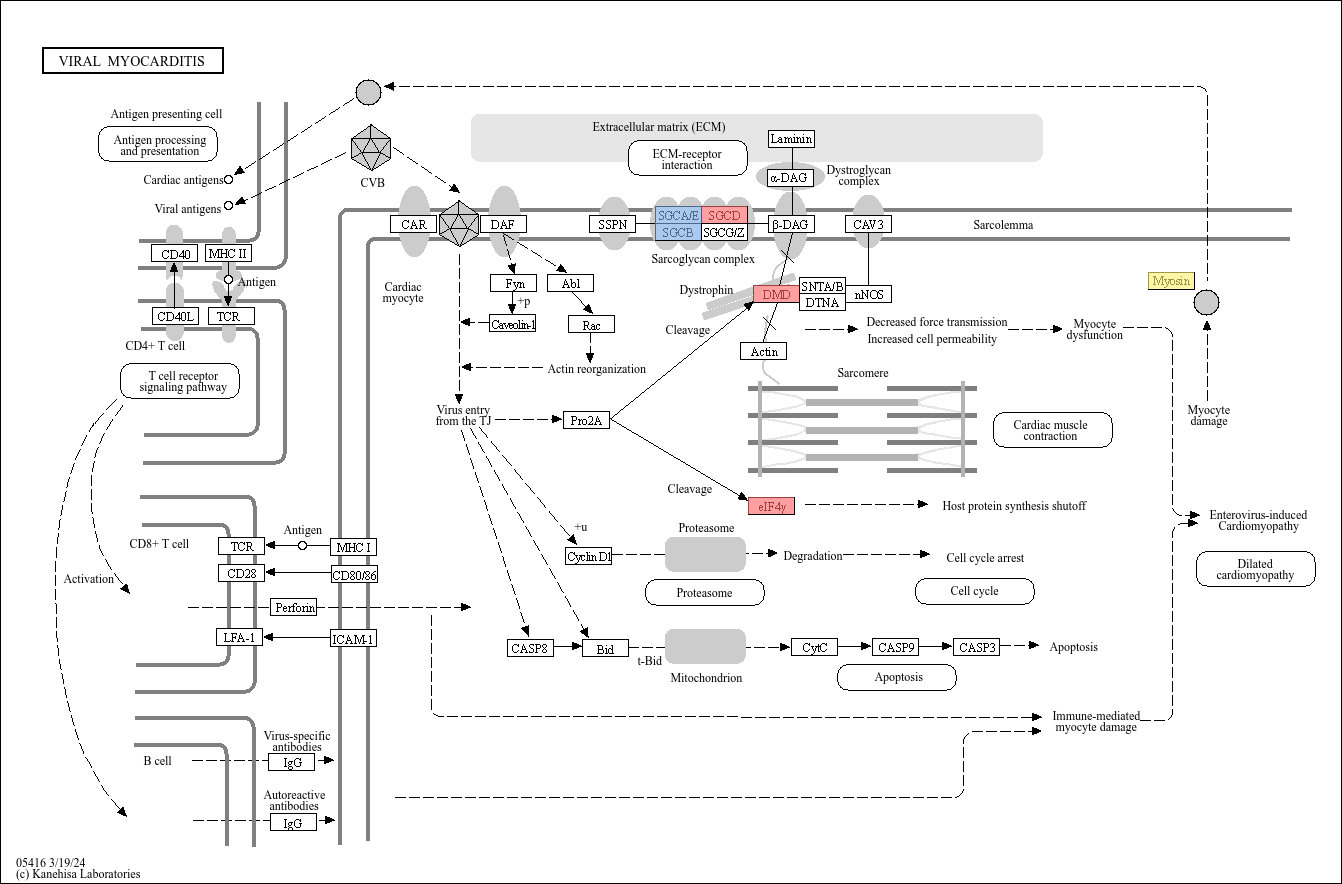 VIRAL MYOCARDITIS
Antigen presenting cell
Antigen processing
and presentation
Cardiac antigens
Viral antigens
CVB
Extracellular matrix (ECM)
ECM-receptor
interaction
Laminin
α-DAG
Dystroglycan
complex
CAR
DAF
SSPN
SGCA/E
SGCD
SGCB
SGCG/Z
β-DAG
CAV3
Sarcolemma
Sarcoglycan complex
CD40
MHC II
Antigen
CD40L
TCR
CD4+ T cell
T cell receptor
signaling pathway
Cardiac
myocyte
Fyn
Abl
+p
Caveolin-1
Rac
Actin reorganization
Dystrophin
DMD
SNTA/B
DTNA
nNOS
Cleavage
Actin
Decreased force transmission
Increased cell permeability
Myocyte
dysfunction
Myosin
Sarcomere
Cardiac muscle
contraction
Myocyte
damage
Virus entry
from the TJ
Pro2A
Cleavage
eIF4γ
Host protein synthesis shutoff
Enterovirus-induced
Cardiomyopathy
Dilated
cardiomyopathy
CD8+ T cell
TCR
Antigen
MHC I
CD28
CD80/86
Activation
Perforin
LFA-1
ICAM-1
+u
Cyclin D1
Proteasome
Degradation
Cell cycle arrest
Proteasome
Cell cycle
CASP8
Bid
t-Bid
Mitochondrion
CytC
CASP9
CASP3
Apoptosis
Apoptosis
Immune-mediated
myocyte damage
Virus-specific
antibodies
B cell
IgG
Autoreactive
antibodies
IgG
05416 3/19/24
(c) Kanehisa Laboratories